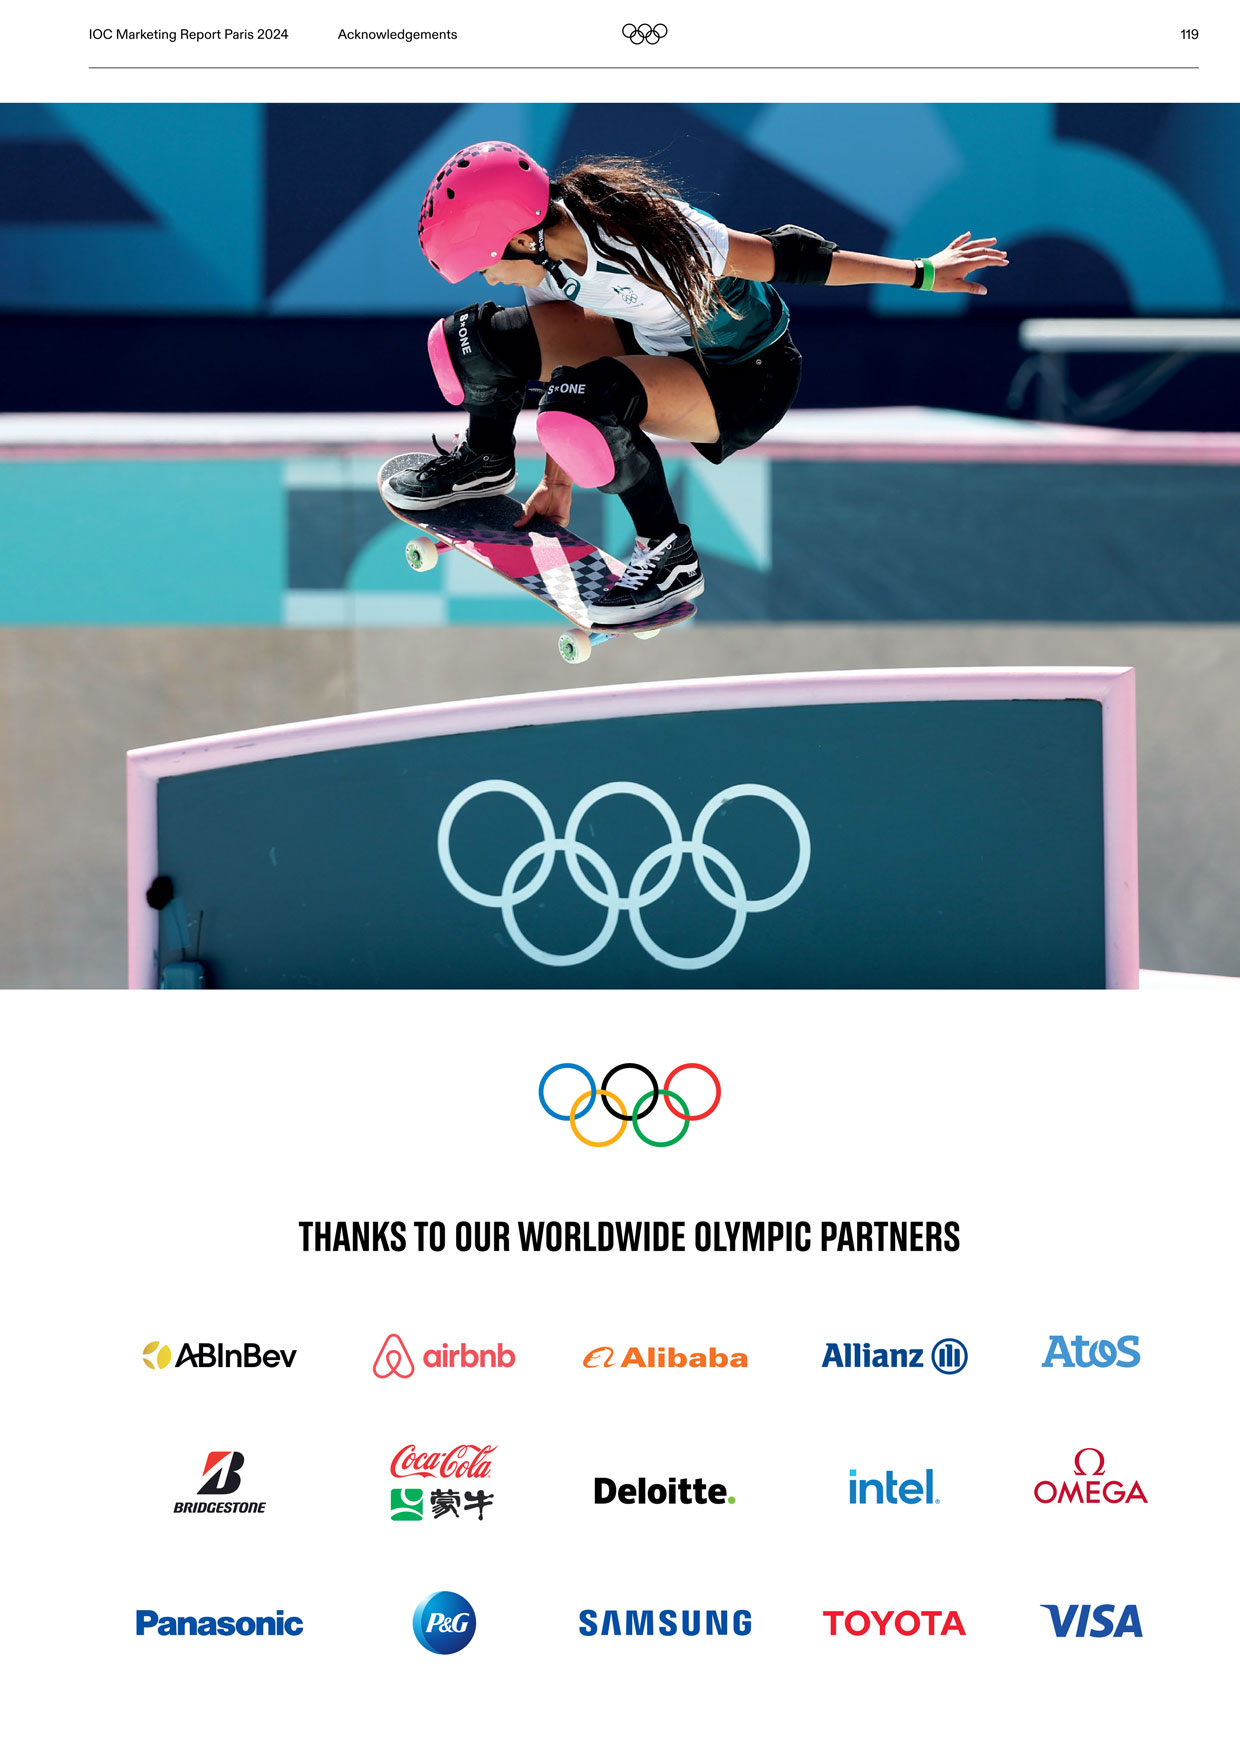 IOC Marketing Report Paris 2024
Acknowledgements
119
S-ONE
S*ONE
S*ONE
THANKS TO OUR WORLDWIDE OLYMPIC PARTNERS
ABInBev
airbnb
Alibaba
Allianz
Atos
BRIDGESTONE
Coca-Cola
蒙牛
Deloitte.
intel.
OMEGA
Panasonic
P&G
SAMSUNG
TOYOTA
VISA